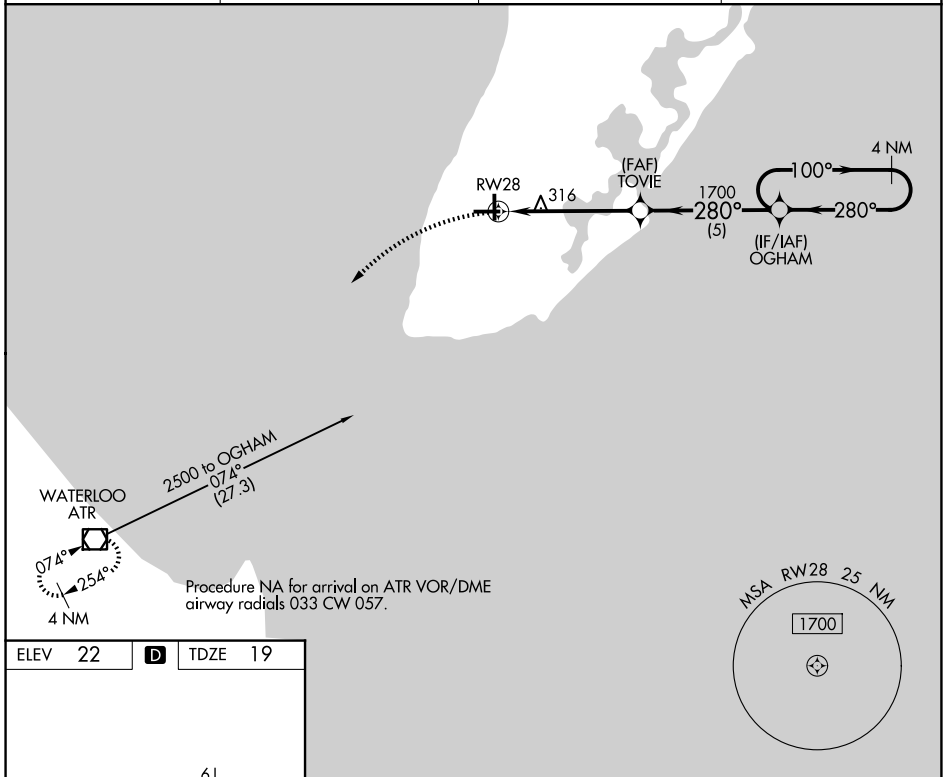 4 NM
100°
(FAF)
TOVIE
RW28
316
1700
280°
(5)
280°
(IF/IAF)
OGHAM
2500 to OGHAM
074°
(27.3)
WATERLOO
ATR
074°
254°
4 NM
Procedure NA for arrival on ATR VOR/DME
airway radials 033 CW 057.
MSA RW28 25 NM
1700
ELEV 22 D TDZE 19